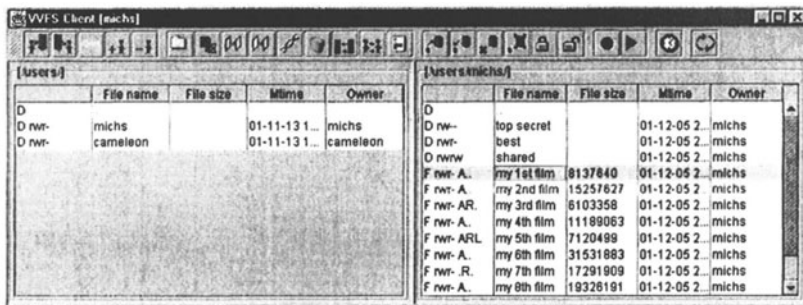 VVFS Client [michs]
[/users/]
File name File size Mtime Owner
D
D rwr- michs 01-11-13 1... michs
D rwr- cameleon 01-11-13 1... cameleon
[/users/michs/]
File name File size Mtime Owner
D
D rw-- top secret 01-12-05 2... michs
D rwr- best 01-12-05 2... michs
D rwrw shared 01-12-05 2... michs
F rwr- A.. my 1st film 8137640 01-12-05 2... michs
F rwr- A.. my 2nd film 15257627 01-12-05 2... michs
F rwr- AR. my 3rd film 6103358 01-12-05 2... michs
F rwr- A.. my 4th film 11189063 01-12-05 2... michs
F rwr- ARL my 5th film 7120499 01-12-05 2... michs
F rwr- A.. my 6th film 31531883 01-12-05 2... michs
F rwr- .R. my 7th film 17291909 01-12-05 2... michs
F rwr- A.. my 8th film 19326191 01-12-05 2... michs